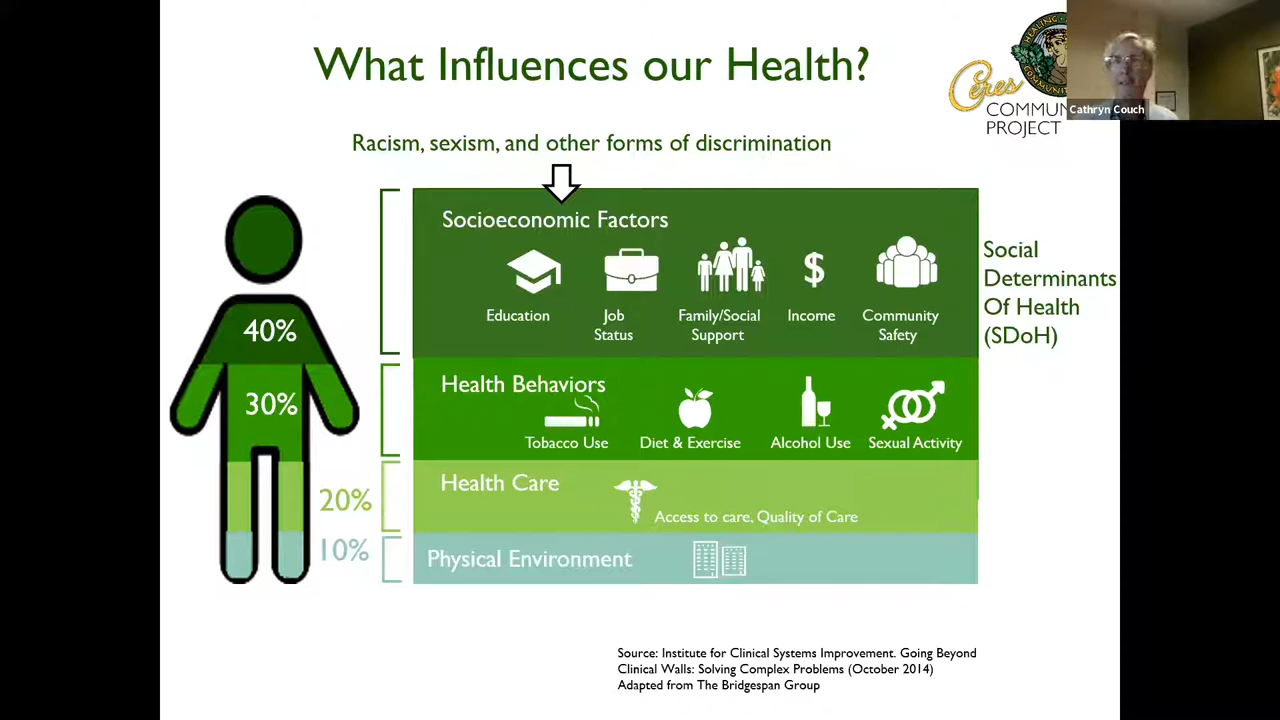 What Influences our Health?
HEALING
Ceres
COMMUN
PROJECT
Cathryn Couch
Racism, sexism, and other forms of discrimination
Socioeconomic Factors
$
Education
Job
Status
Family/Social
Support
Income
Community
Safety
Social
Determinants
Of Health
(SDoH)
40%
30%
Health Behaviors
Tobacco Use
Diet & Exercise
Alcohol Use
Sexual Activity
20%
Health Care
Access to care, Quality of Care
10%
Physical Environment
Source: Institute for Clinical Systems Improvement. Going Beyond
Clinical Walls: Solving Complex Problems (October 2014)
Adapted from The Bridgespan Group